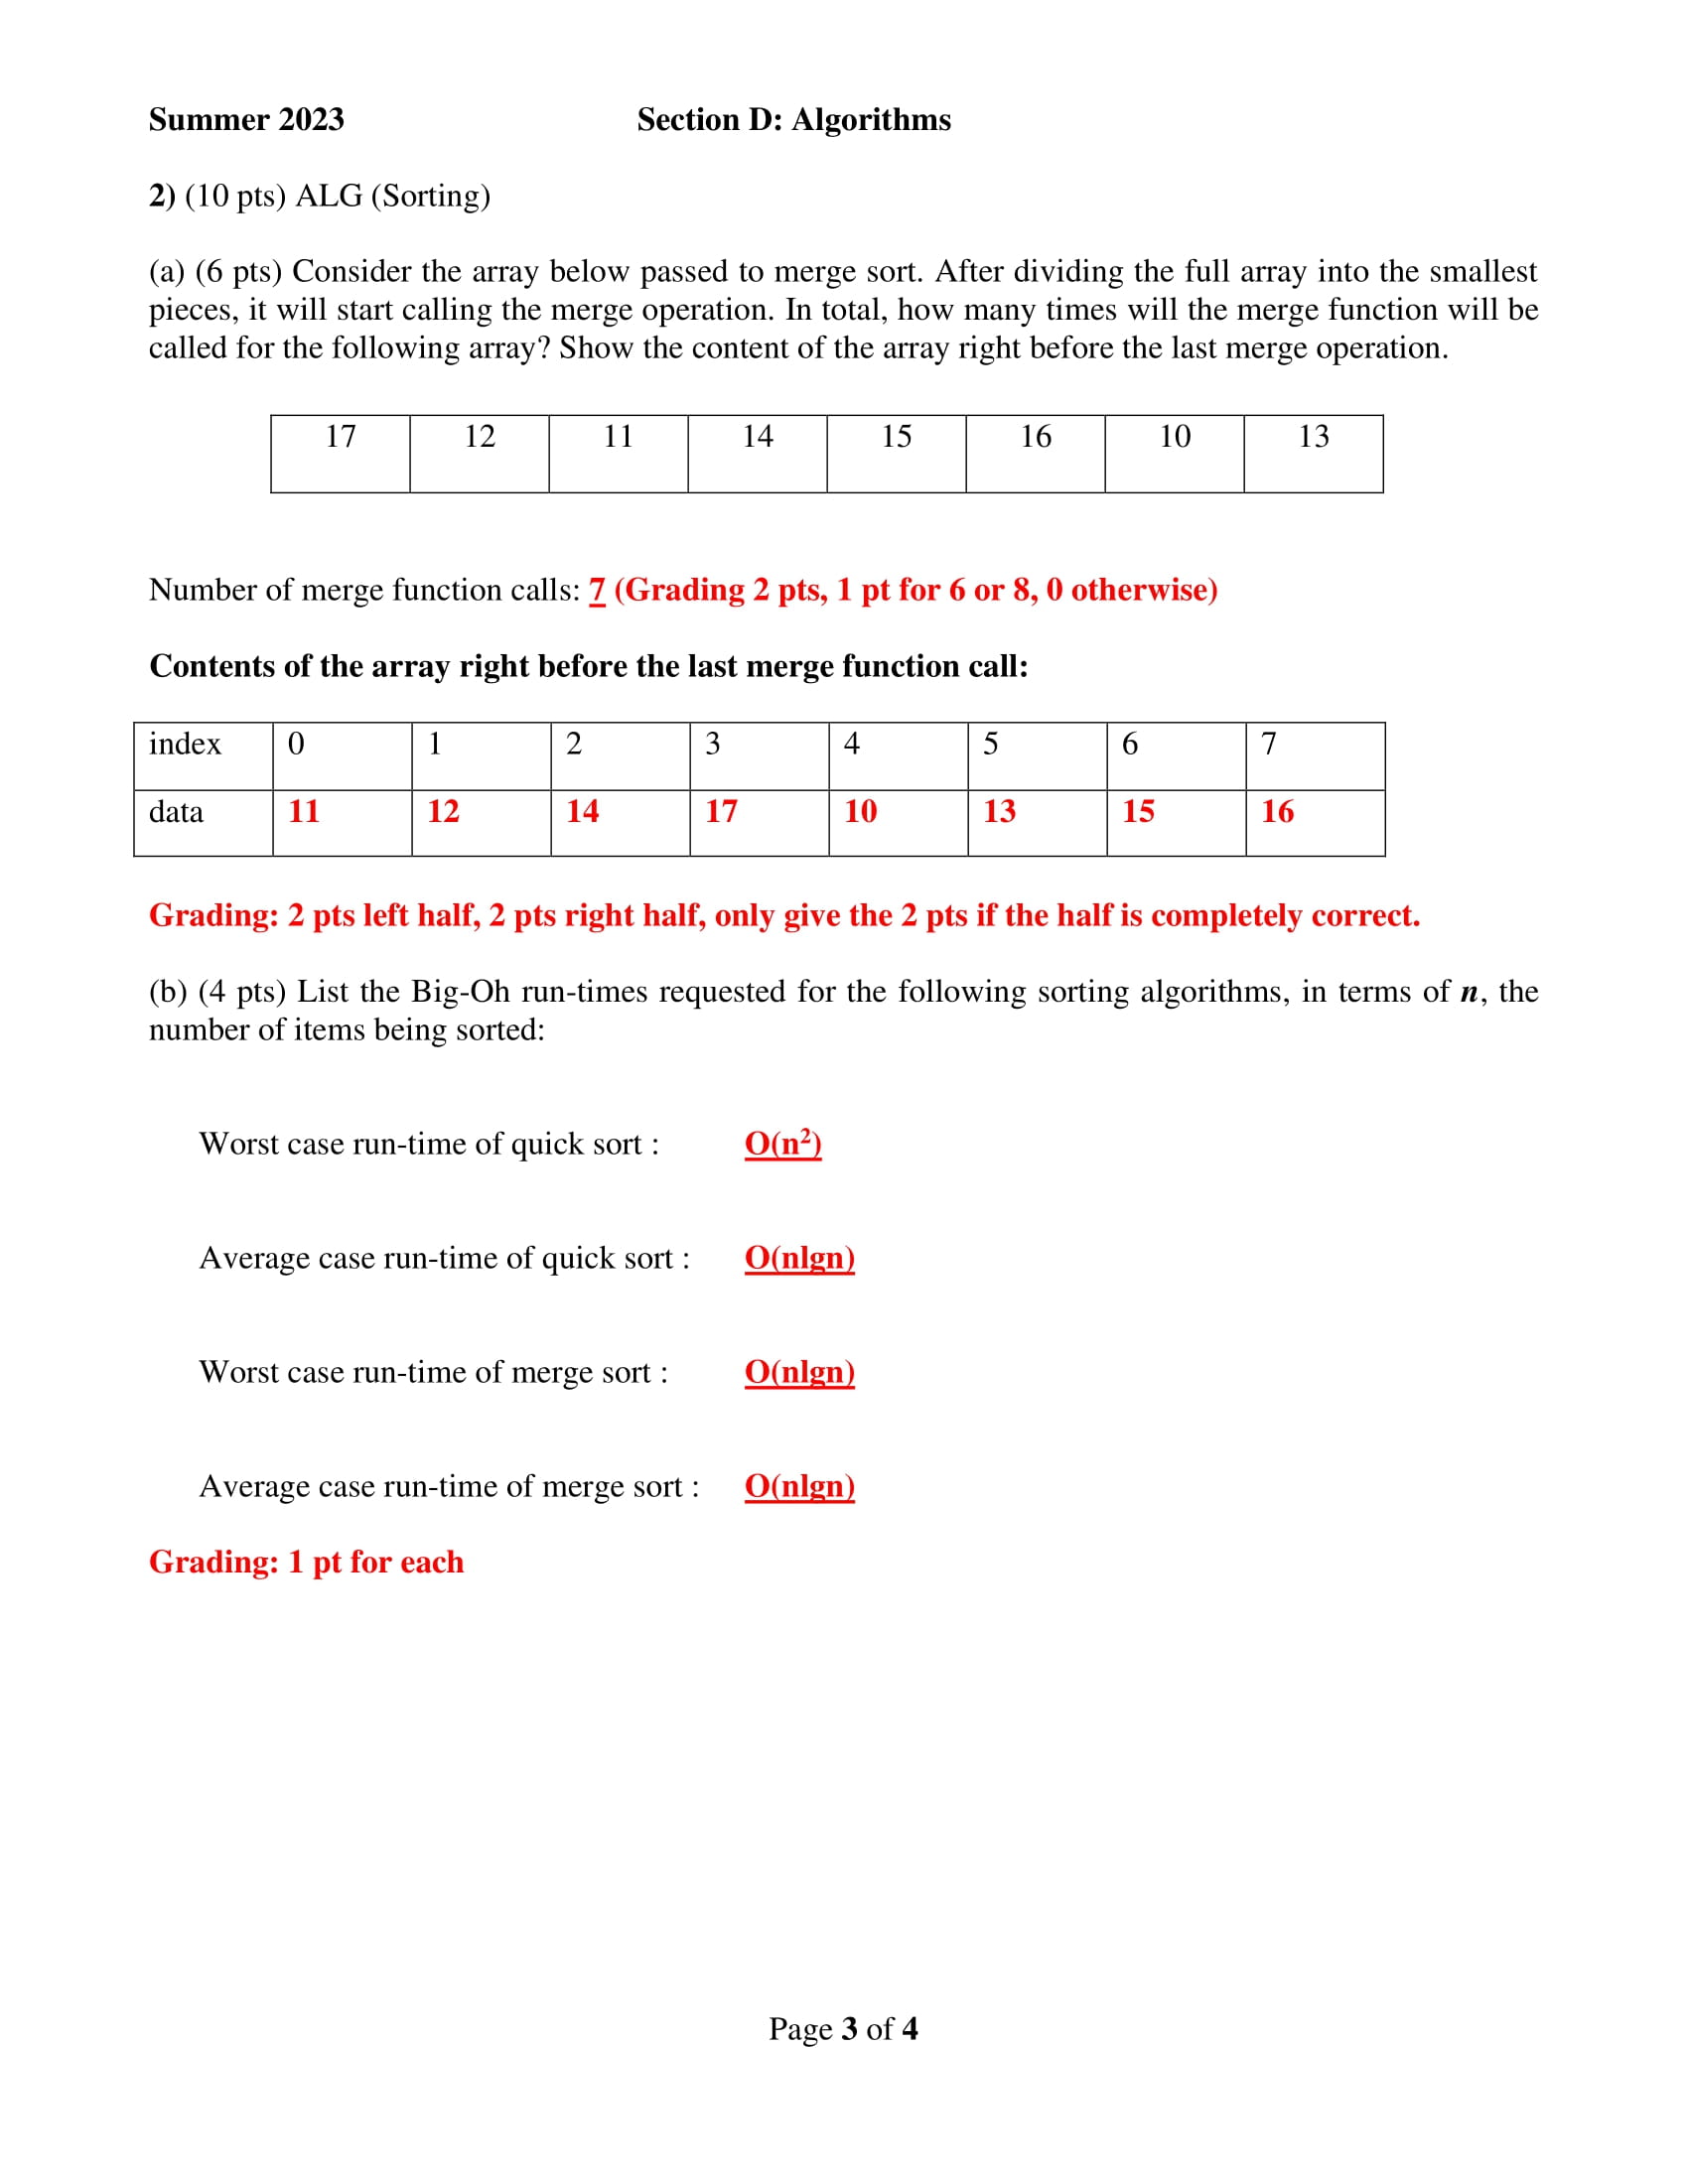 Summer 2023 Section D: Algorithms
2) (10 pts) ALG (Sorting)
(a) (6 pts) Consider the array below passed to merge sort. After dividing the full array into the smallest
pieces, it will start calling the merge operation. In total, how many times will the merge function will be
called for the following array? Show the content of the array right before the last merge operation.
17 12 11 14 15 16 10 13
Number of merge function calls: 7 (Grading 2 pts, 1 pt for 6 or 8, 0 otherwise)
Contents of the array right before the last merge function call:
index 0 1 2 3 4 5 6 7
data 11 12 14 17 10 13 15 16
Grading: 2 pts left half, 2 pts right half, only give the 2 pts if the half is completely correct.
(b) (4 pts) List the Big-Oh run-times requested for the following sorting algorithms, in terms of n, the
number of items being sorted:
Worst case run-time of quick sort : O(n²)
Average case run-time of quick sort : O(nlgn)
Worst case run-time of merge sort : O(nlgn)
Average case run-time of merge sort : O(nlgn)
Grading: 1 pt for each
Page 3 of 4